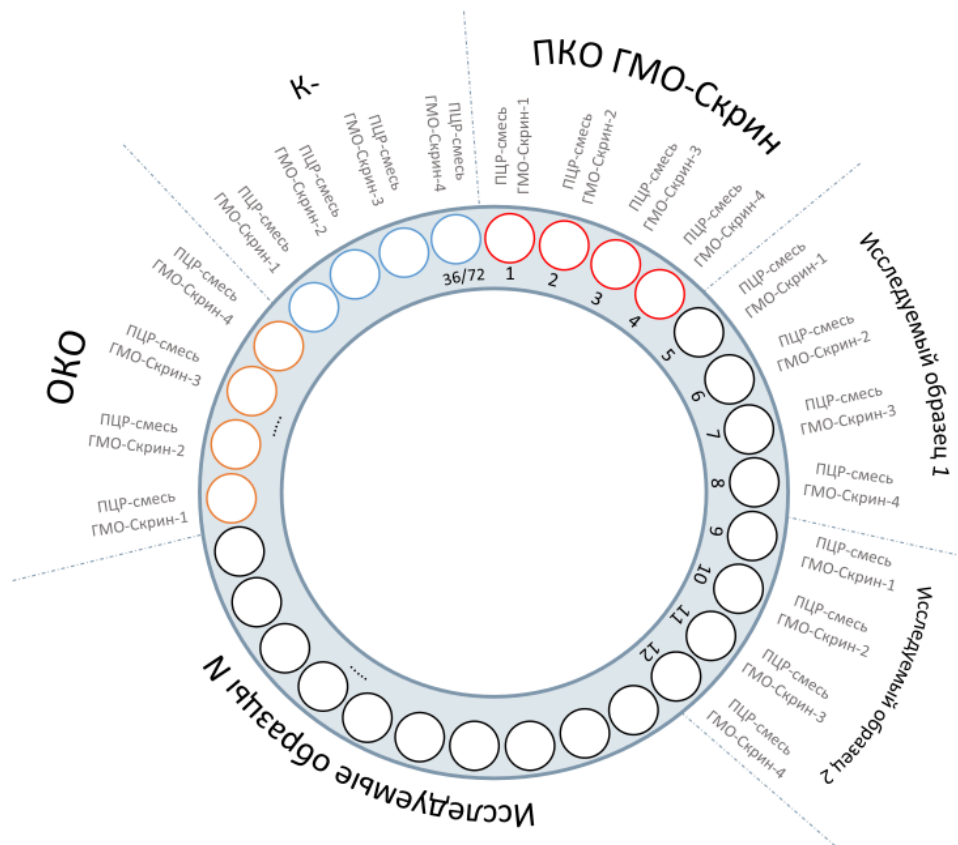 ПКО ГМО-Скрин
ПЦР-смесь
ГМО-Скрин-1
ПЦР-смесь
ГМО-Скрин-2
ПЦР-смесь
ГМО-Скрин-3
ПЦР-смесь
ГМО-Скрин-4
Исследуемый образец 1
ПЦР-смесь
ГМО-Скрин-1
ПЦР-смесь
ГМО-Скрин-2
ПЦР-смесь
ГМО-Скрин-3
ПЦР-смесь
ГМО-Скрин-4
Исследуемый образец 2
ПЦР-смесь
ГМО-Скрин-1
ПЦР-смесь
ГМО-Скрин-2
ПЦР-смесь
ГМО-Скрин-3
ПЦР-смесь
ГМО-Скрин-4
Исследуемые образцы N
ОКО
ПЦР-смесь
ГМО-Скрин-1
ПЦР-смесь
ГМО-Скрин-2
ПЦР-смесь
ГМО-Скрин-3
ПЦР-смесь
ГМО-Скрин-4
К-
ПЦР-смесь
ГМО-Скрин-1
ПЦР-смесь
ГМО-Скрин-2
ПЦР-смесь
ГМО-Скрин-3
ПЦР-смесь
ГМО-Скрин-4
1
2
3
4
5
6
7
8
9
10
11
12
.....
.....
36/72